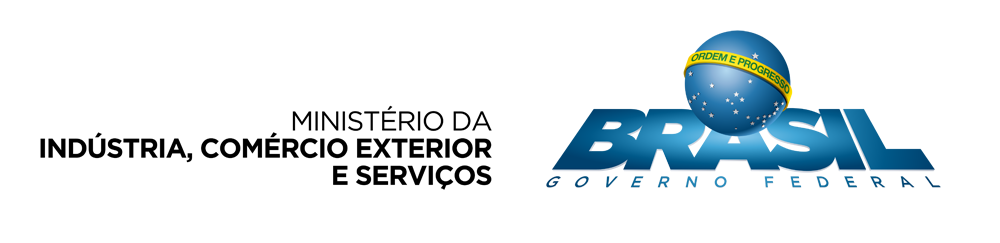 MINISTÉRIO DA
INDÚSTRIA, COMÉRCIO EXTERIOR
E SERVIÇOS
ORDEM E PROGRESSO
BRASIL
GOVERNO FEDERAL